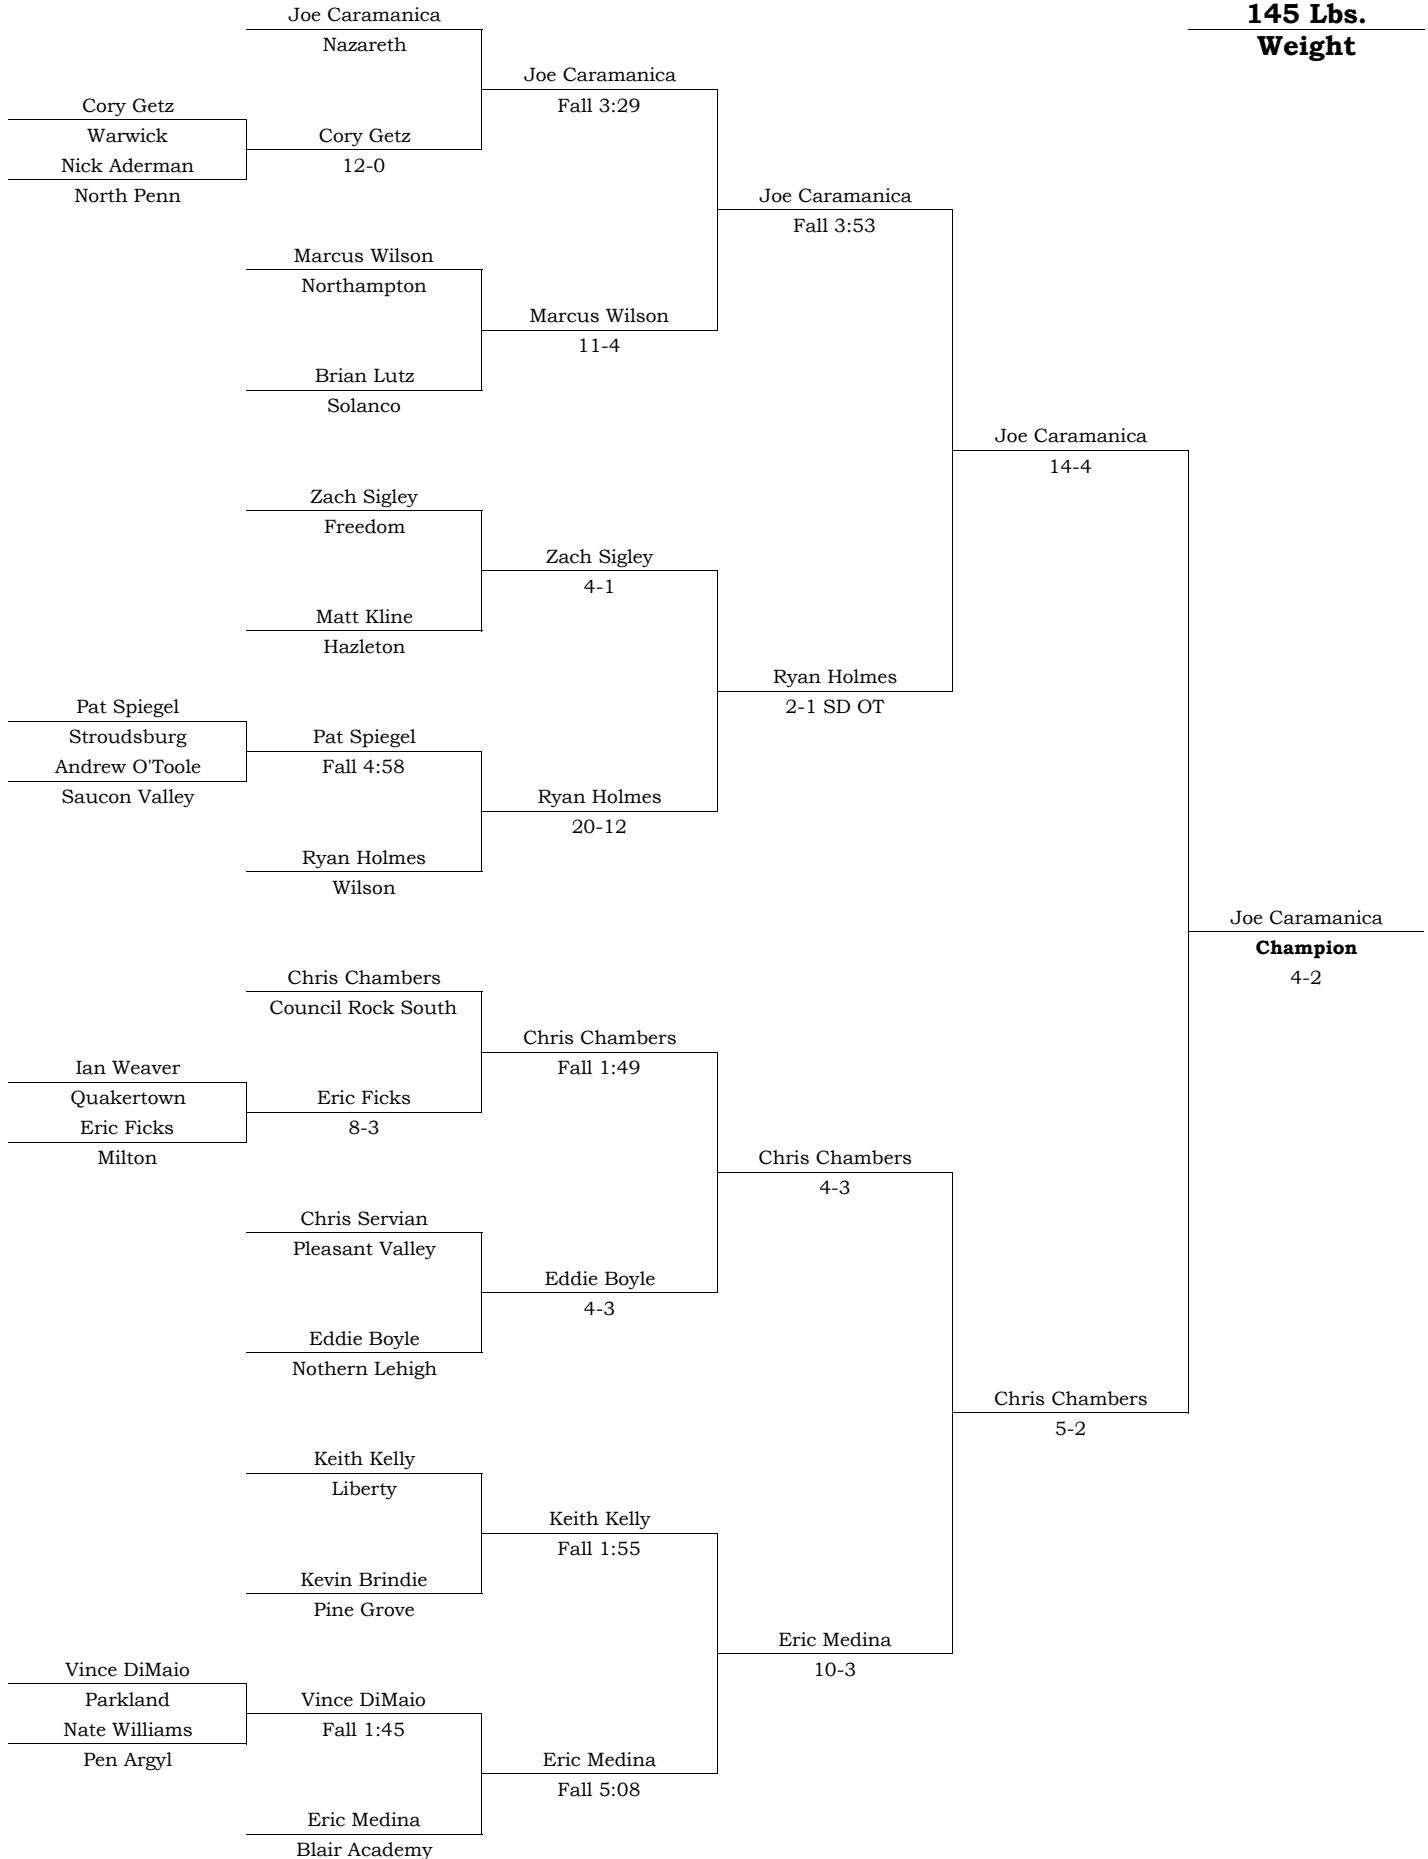 145 Lbs.
Weight
Joe Caramanica
Nazareth
Joe Caramanica
Fall 3:29
Cory Getz
Warwick
Nick Aderman
North Penn
Cory Getz
12-0
Joe Caramanica
Fall 3:53
Marcus Wilson
Northampton
Marcus Wilson
11-4
Brian Lutz
Solanco
Joe Caramanica
14-4
Zach Sigley
Freedom
Zach Sigley
4-1
Matt Kline
Hazleton
Ryan Holmes
2-1 SD OT
Pat Spiegel
Stroudsburg
Andrew O'Toole
Saucon Valley
Pat Spiegel
Fall 4:58
Ryan Holmes
20-12
Ryan Holmes
Wilson
Joe Caramanica
Champion
4-2
Chris Chambers
Council Rock South
Chris Chambers
Fall 1:49
Ian Weaver
Quakertown
Eric Ficks
Milton
Eric Ficks
8-3
Chris Chambers
4-3
Chris Servian
Pleasant Valley
Eddie Boyle
4-3
Eddie Boyle
Nothern Lehigh
Chris Chambers
5-2
Keith Kelly
Liberty
Keith Kelly
Fall 1:55
Kevin Brindie
Pine Grove
Eric Medina
10-3
Vince DiMaio
Parkland
Nate Williams
Pen Argyl
Vince DiMaio
Fall 1:45
Eric Medina
Fall 5:08
Eric Medina
Blair Academy